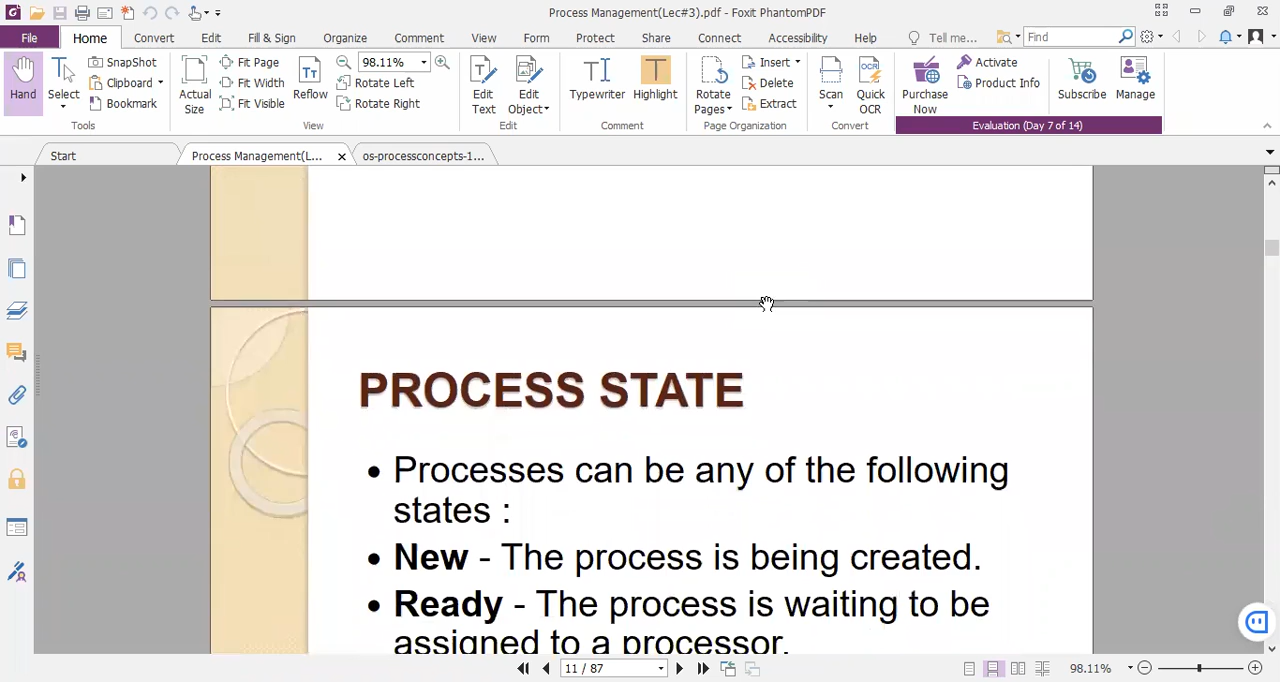 Process Management(Lec#3).pdf - Foxit PhantomPDF
File Home Convert Edit Fill & Sign Organize Comment View Form Protect Share Connect Accessibility Help Tell me... Find
Hand
Select
SnapShot
Clipboard
Bookmark
Tools
Actual Size
Fit Page
Fit Width
Fit Visible
Reflow
98.11%
Rotate Left
Rotate Right
View
Edit Text
Edit Object
Edit
Typewriter
Highlight
Comment
Rotate Pages
Insert
Delete
Extract
Page Organization
Scan
Quick OCR
Convert
Purchase Now
Activate
Product Info
Subscribe
Manage
Evaluation (Day 7 of 14)
Start Process Management(L... os-processconcepts-1...
PROCESS STATE
• Processes can be any of the following
states :
• New - The process is being created.
• Ready - The process is waiting to be
assigned to a processor.
11 / 87
98.11%